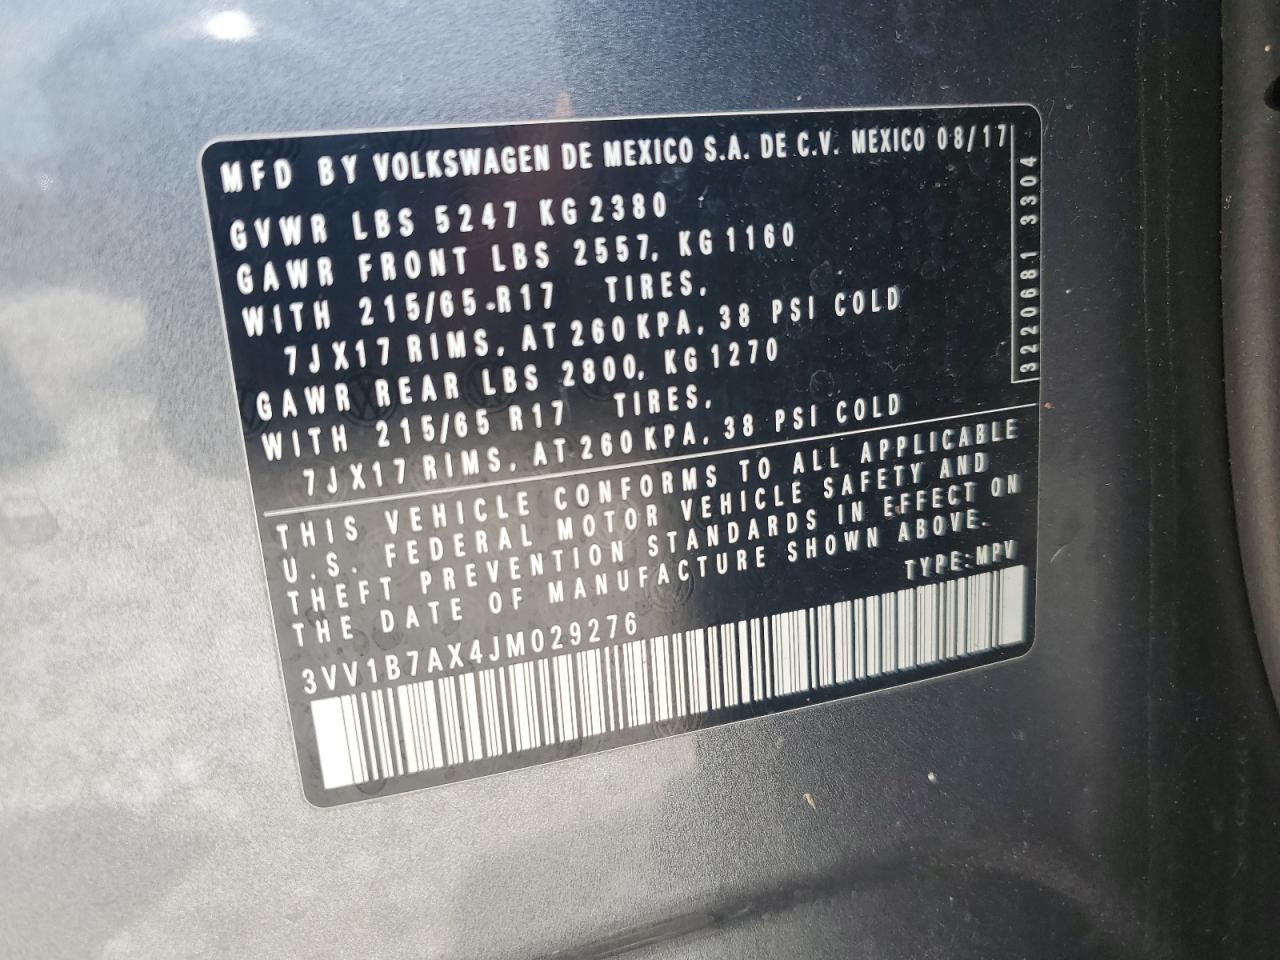 MFD BY VOLKSWAGEN DE MEXICO S.A. DE C.V. MEXICO 08/17
GVWR LBS 5247 KG 2380
GAWR FRONT LBS 2557, KG 1160
WITH 215/65-R17 TIRES,
7JX17 RIMS, AT 260 KPA, 38 PSI COLD
GAWR REAR LBS 2800, KG 1270
WITH 215/65 R17 TIRES,
7JX17 RIMS, AT 260 KPA, 38 PSI COLD
THIS VEHICLE CONFORMS TO ALL APPLICABLE
U.S. FEDERAL MOTOR VEHICLE SAFETY AND
THEFT PREVENTION STANDARDS IN EFFECT ON
THE DATE OF MANUFACTURE SHOWN ABOVE.
TYPE:MPV
3VV1B7AX4JM029276
3220681 3304